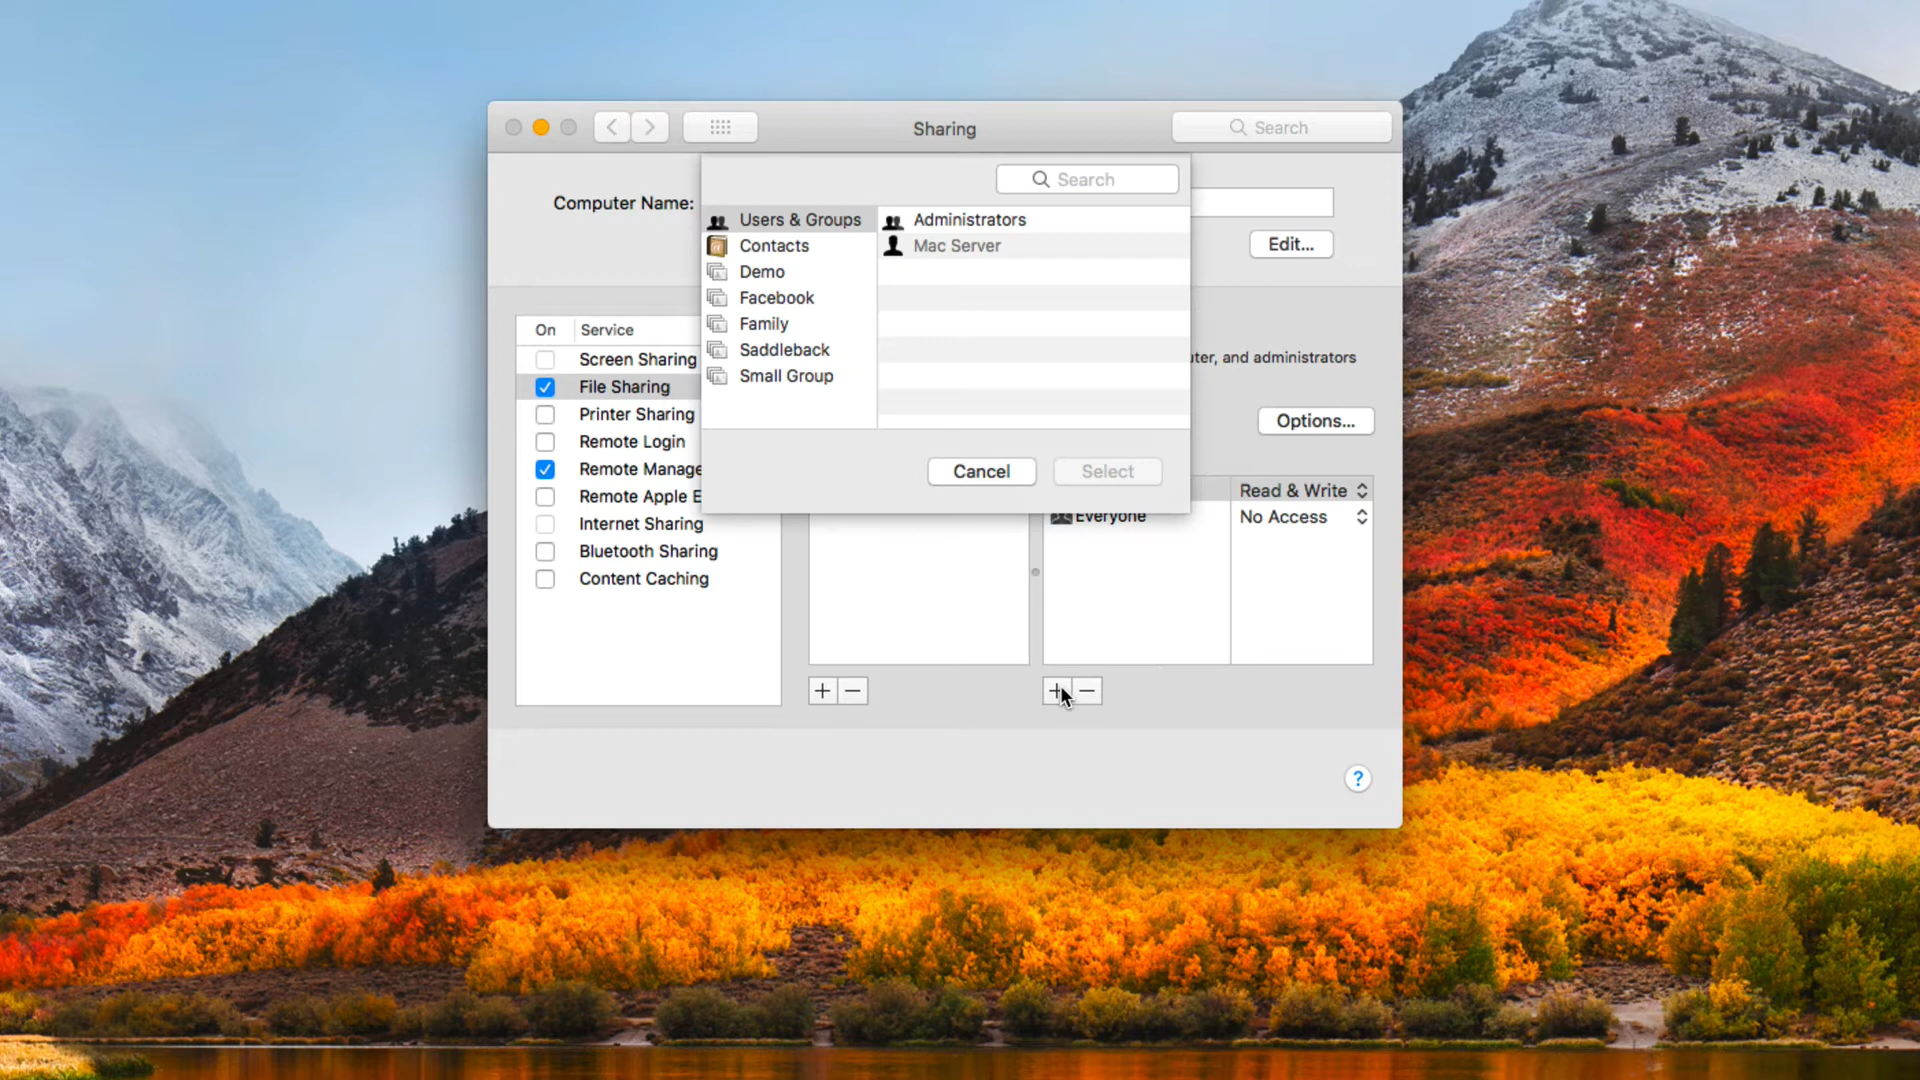 Sharing
Search
Search
Computer Name:
Users & Groups
Contacts
Demo
Facebook
Family
Saddleback
Small Group
Administrators
Mac Server
Edit...
On Service
Screen Sharing
File Sharing
Printer Sharing
Remote Login
Remote Manage
Remote Apple E
Internet Sharing
Bluetooth Sharing
Content Caching
uter, and administrators
Options...
Cancel
Select
Read & Write
Everyone
No Access
+ −
+ −
?